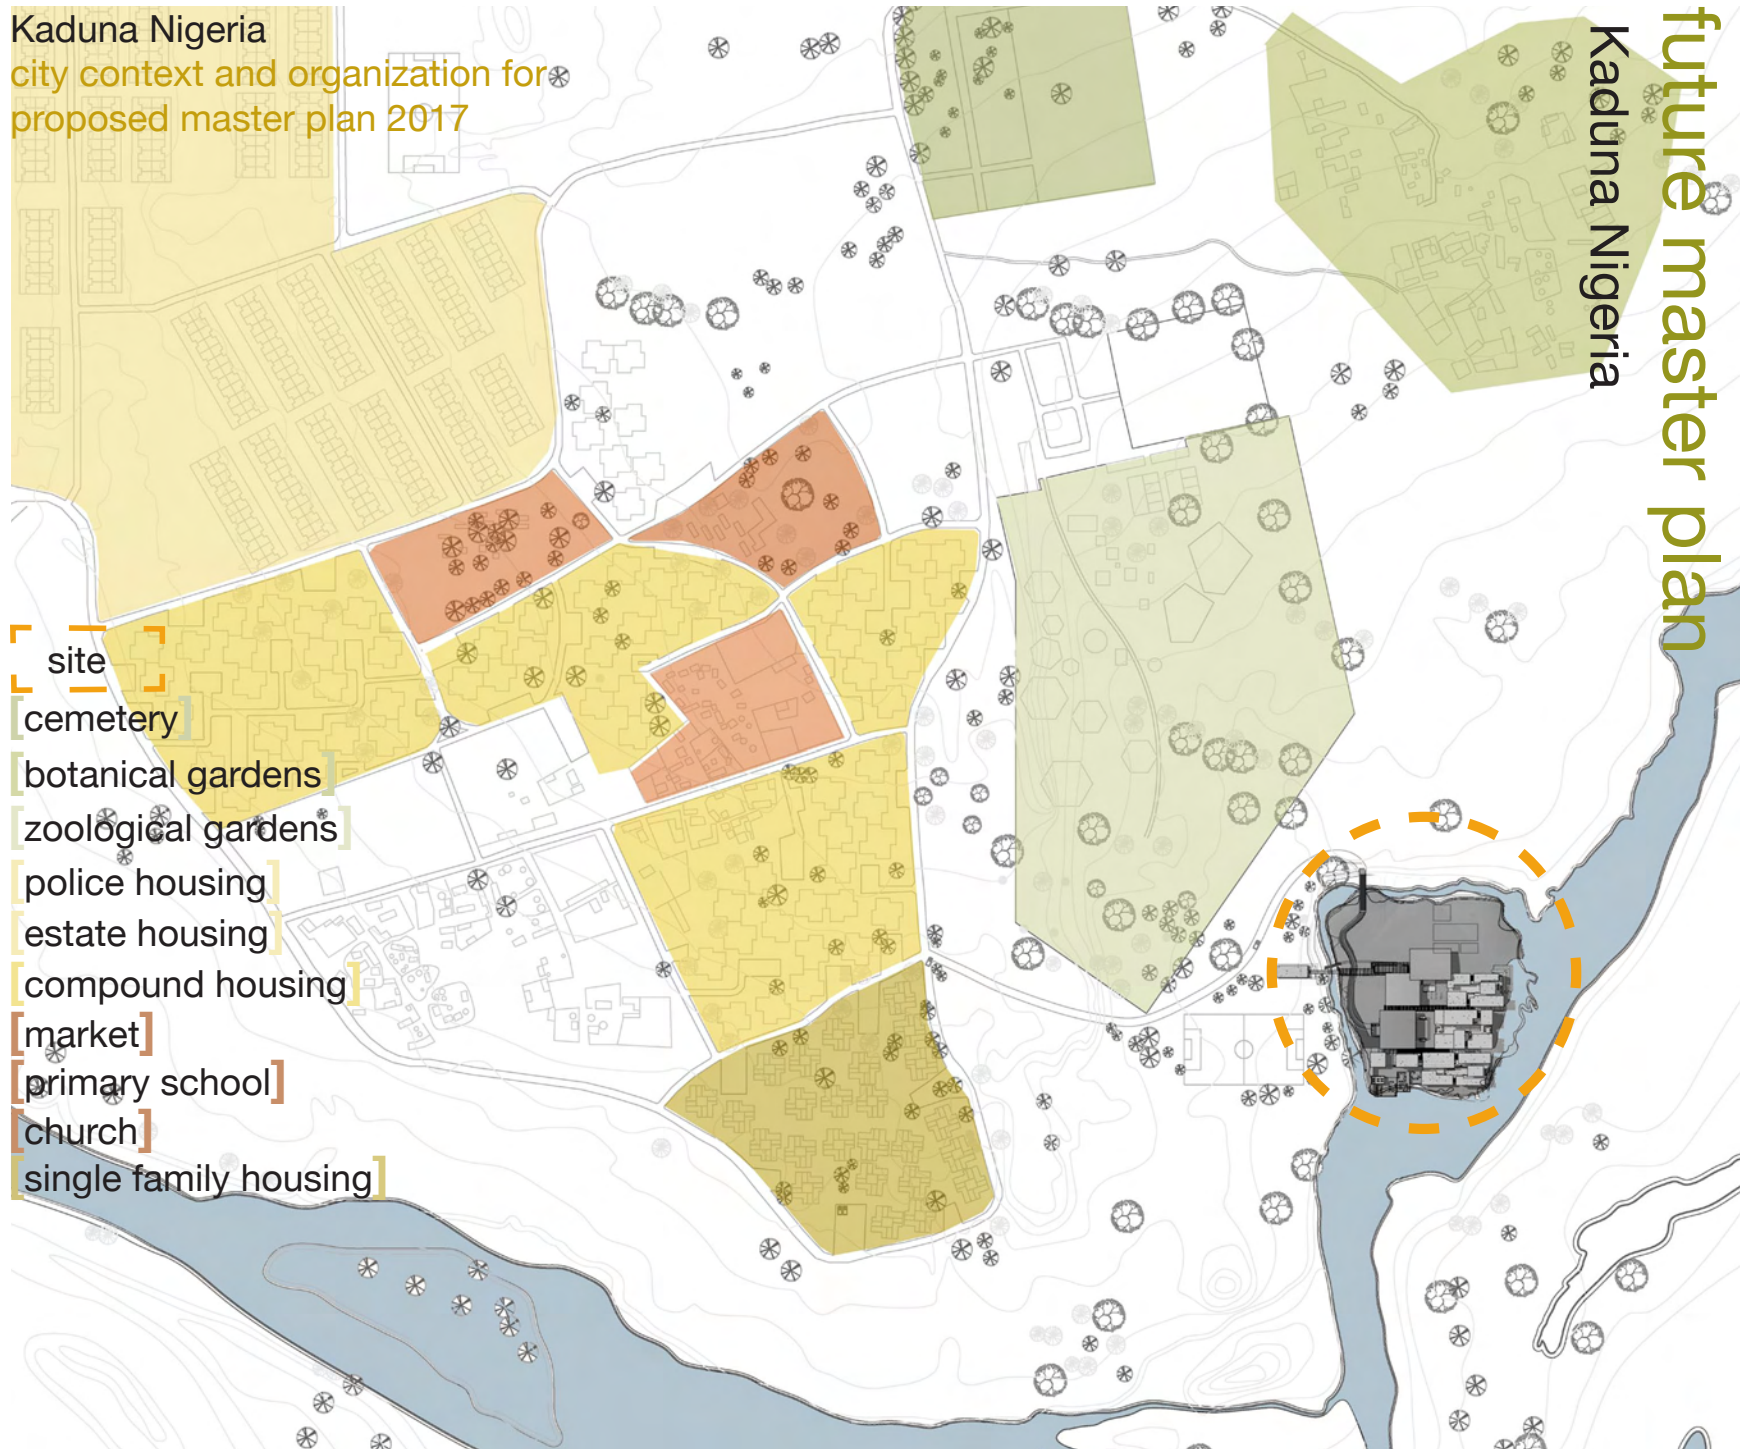 Kaduna Nigeria
city context and organization for
proposed master plan 2017
future master plan
Kaduna Nigeria
site
[cemetery]
[botanical gardens]
[zoological gardens]
[police housing]
[estate housing]
[compound housing]
[market]
[primary school]
[church]
[single family housing]